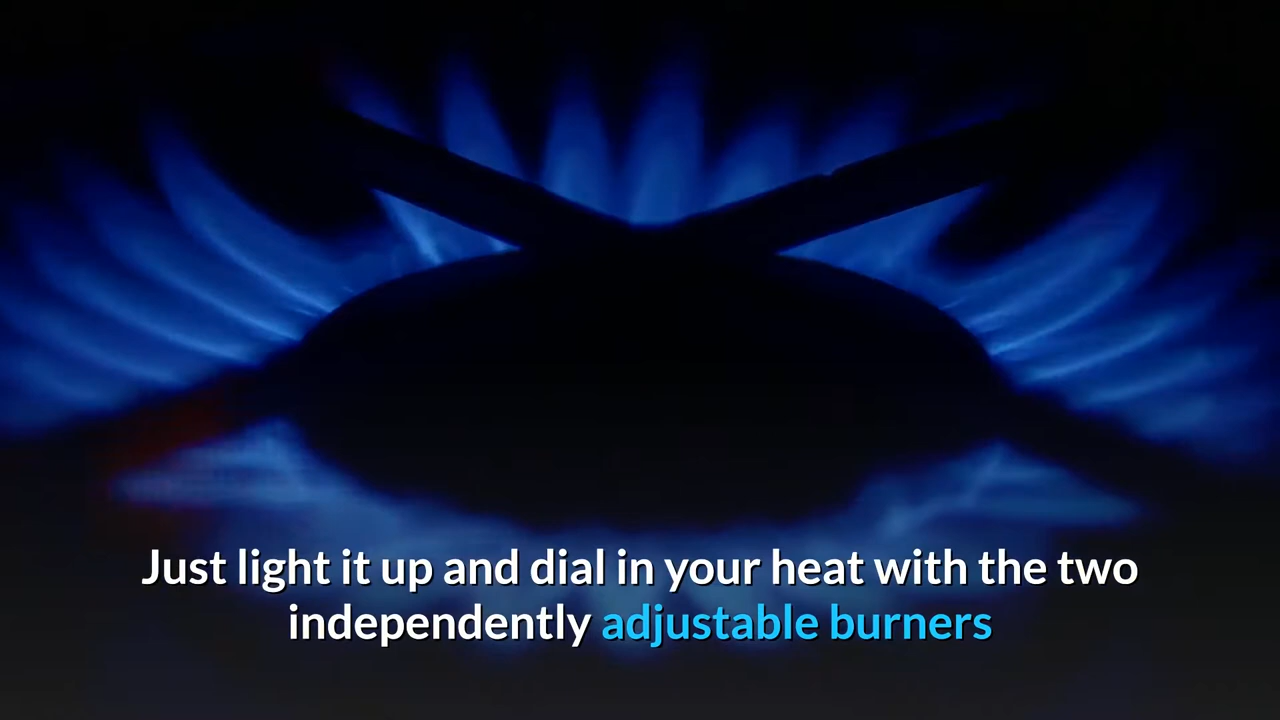 Just light it up and dial in your heat with the two
independently adjustable burners